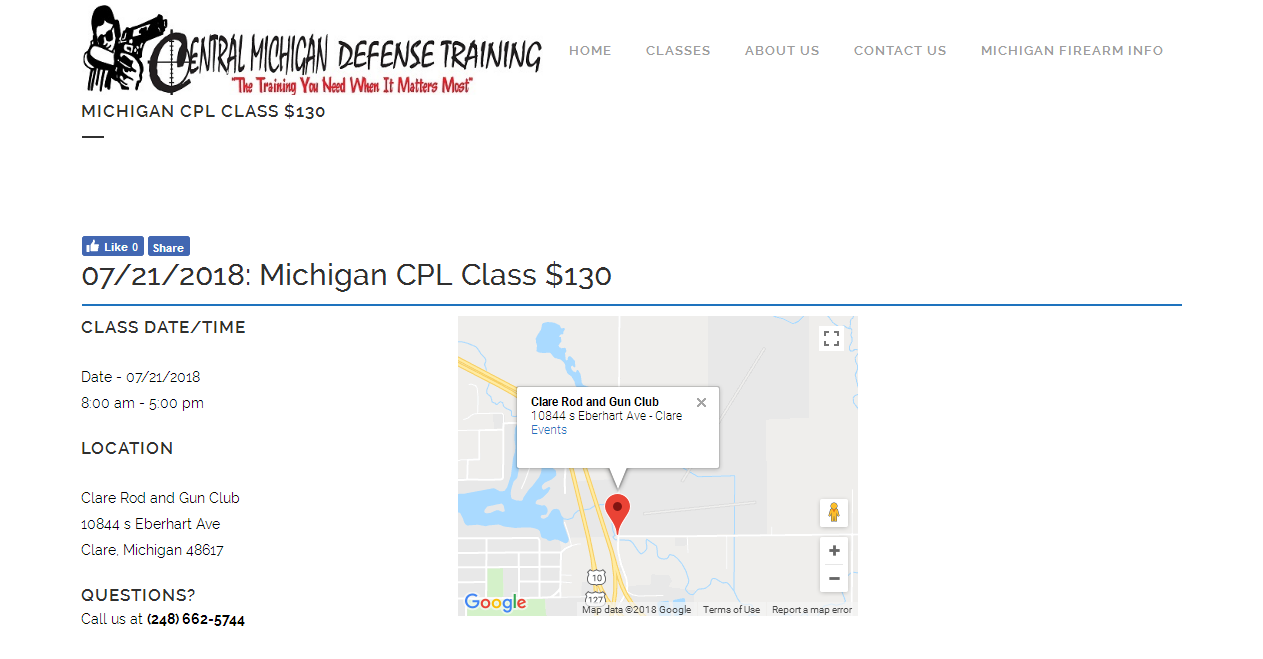 CENTRAL MICHIGAN DEFENSE TRAINING
"The Training You Need When It Matters Most"
HOME CLASSES ABOUT US CONTACT US MICHIGAN FIREARM INFO
MICHIGAN CPL CLASS $130
Like 0 Share
07/21/2018: Michigan CPL Class $130
CLASS DATE/TIME
Date - 07/21/2018
8:00 am - 5:00 pm
LOCATION
Clare Rod and Gun Club
10844 s Eberhart Ave
Clare, Michigan 48617
QUESTIONS?
Call us at (248) 662-5744
Clare Rod and Gun Club
10844 s Eberhart Ave - Clare
Events
10
127
Google
Map data ©2018 Google Terms of Use Report a map error